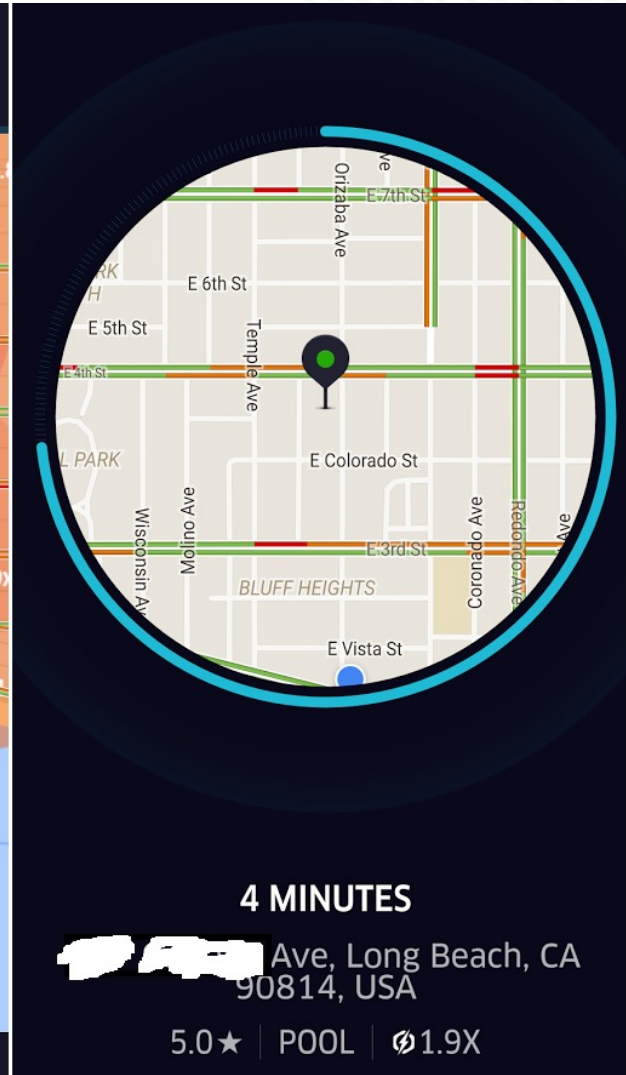 Ave
Orizaba Ave
E 7th St
RK
H
E 6th St
E 5th St
Temple Ave
E 4th St
L PARK
E Colorado St
Wisconsin Av
Molino Ave
Coronado Ave
Redondo Ave
Ave
E 3rd St
BLUFF HEIGHTS
E Vista St
4 MINUTES
Ave, Long Beach, CA
90814, USA
5.0★ | POOL | 1.9X